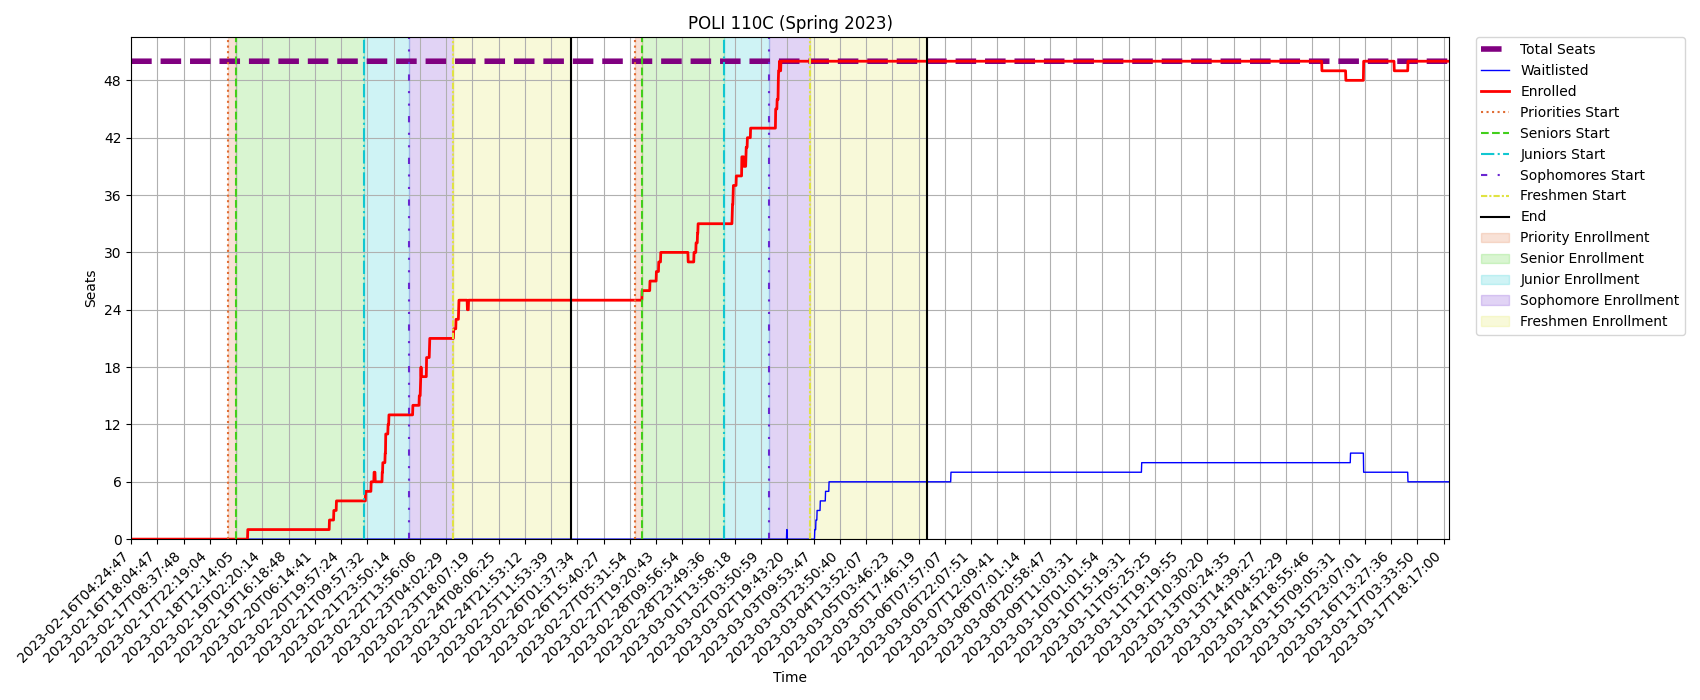 POLI 110C (Spring 2023)
48
42
36
30
24
18
12
6
0
Seats
2023-02-16T04:24:47
2023-02-16T18:04:47
2023-02-17T08:37:48
2023-02-17T22:19:04
2023-02-18T12:14:05
2023-02-19T02:20:14
2023-02-19T16:18:48
2023-02-20T06:14:41
2023-02-20T19:57:24
2023-02-21T09:57:32
2023-02-21T23:50:14
2023-02-22T13:56:06
2023-02-23T04:02:29
2023-02-23T18:07:19
2023-02-24T08:06:25
2023-02-24T21:53:12
2023-02-25T11:53:39
2023-02-26T01:37:34
2023-02-26T15:40:27
2023-02-27T05:31:54
2023-02-27T19:20:43
2023-02-28T09:56:54
2023-02-28T23:49:36
2023-03-01T13:58:18
2023-03-02T03:50:59
2023-03-02T19:43:20
2023-03-03T09:53:47
2023-03-03T23:50:40
2023-03-04T13:52:07
2023-03-05T03:46:23
2023-03-05T17:46:19
2023-03-06T07:57:07
2023-03-06T22:07:51
2023-03-07T12:09:41
2023-03-08T07:01:14
2023-03-08T20:58:47
2023-03-09T11:03:31
2023-03-10T01:01:54
2023-03-10T15:19:31
2023-03-11T05:25:25
2023-03-11T19:19:55
2023-03-12T10:30:20
2023-03-13T00:24:35
2023-03-13T14:39:27
2023-03-14T04:52:29
2023-03-14T18:55:46
2023-03-15T09:05:31
2023-03-15T23:07:01
2023-03-16T13:27:36
2023-03-17T03:33:50
2023-03-17T18:17:00
Time
Total Seats
Waitlisted
Enrolled
Priorities Start
Seniors Start
Juniors Start
Sophomores Start
Freshmen Start
End
Priority Enrollment
Senior Enrollment
Junior Enrollment
Sophomore Enrollment
Freshmen Enrollment